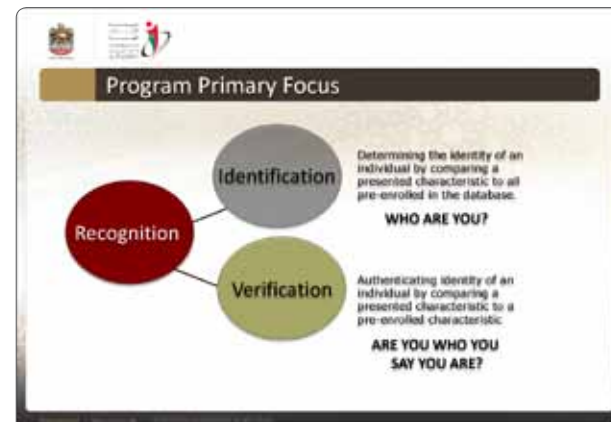 Program Primary Focus
Identification
Determining the identity of an
individual by comparing a
presented characteristic to all
pre-enrolled in the database.
WHO ARE YOU?
Recognition
Verification
Authenticating identity of an
individual by comparing a
presented characteristic to a
pre-enrolled characteristic
ARE YOU WHO YOU
SAY YOU ARE?